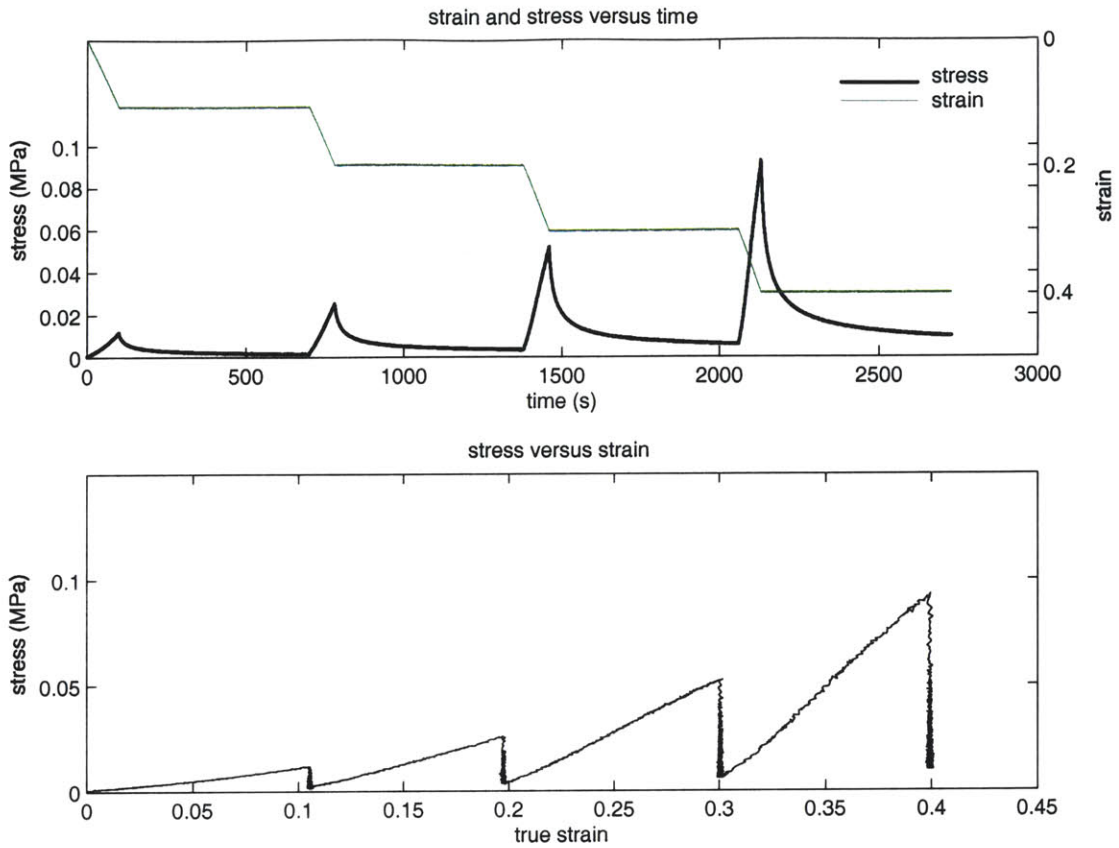 strain and stress versus time
stress
strain
0.1
0.08
0.06
0.04
0.02
0
stress (MPa)
0
0.2
0.4
strain
0 500 1000 1500 2000 2500 3000
time (s)
stress versus strain
0.1
0.05
0
stress (MPa)
0 0.05 0.1 0.15 0.2 0.25 0.3 0.35 0.4 0.45
true strain